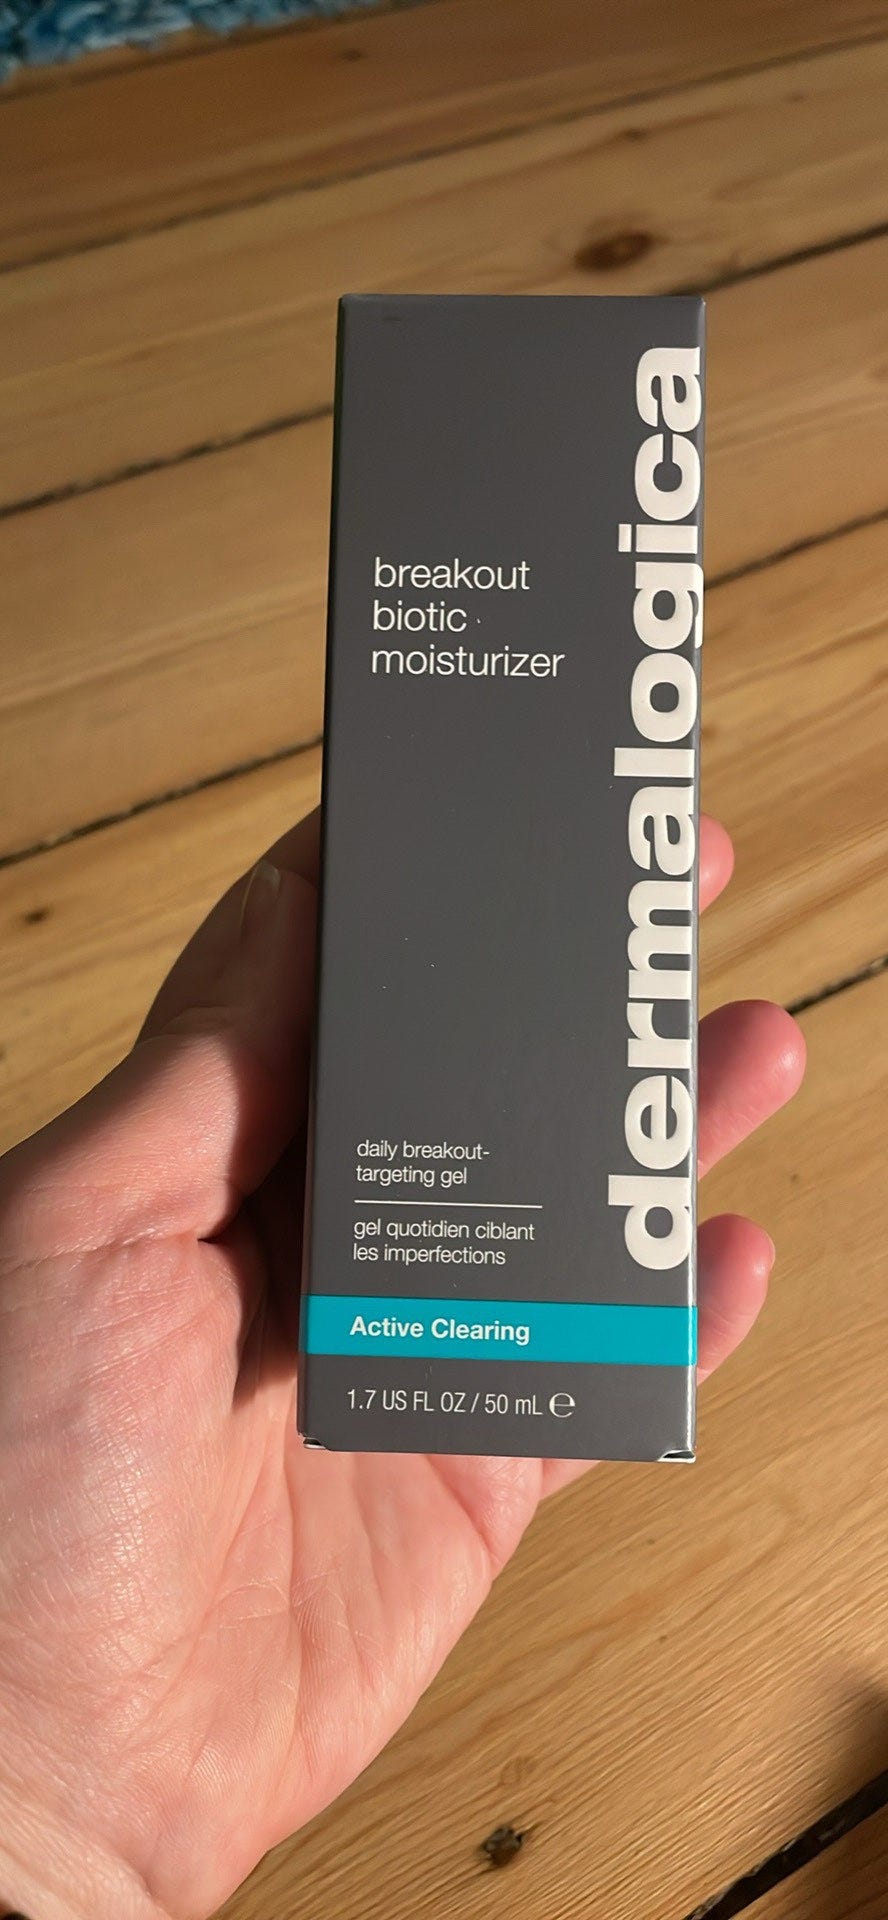 dermalogica
breakout
biotic
moisturizer
daily breakout-
targeting gel
gel quotidien ciblant
les imperfections
Active Clearing
1.7 US FL OZ / 50 mL ℮